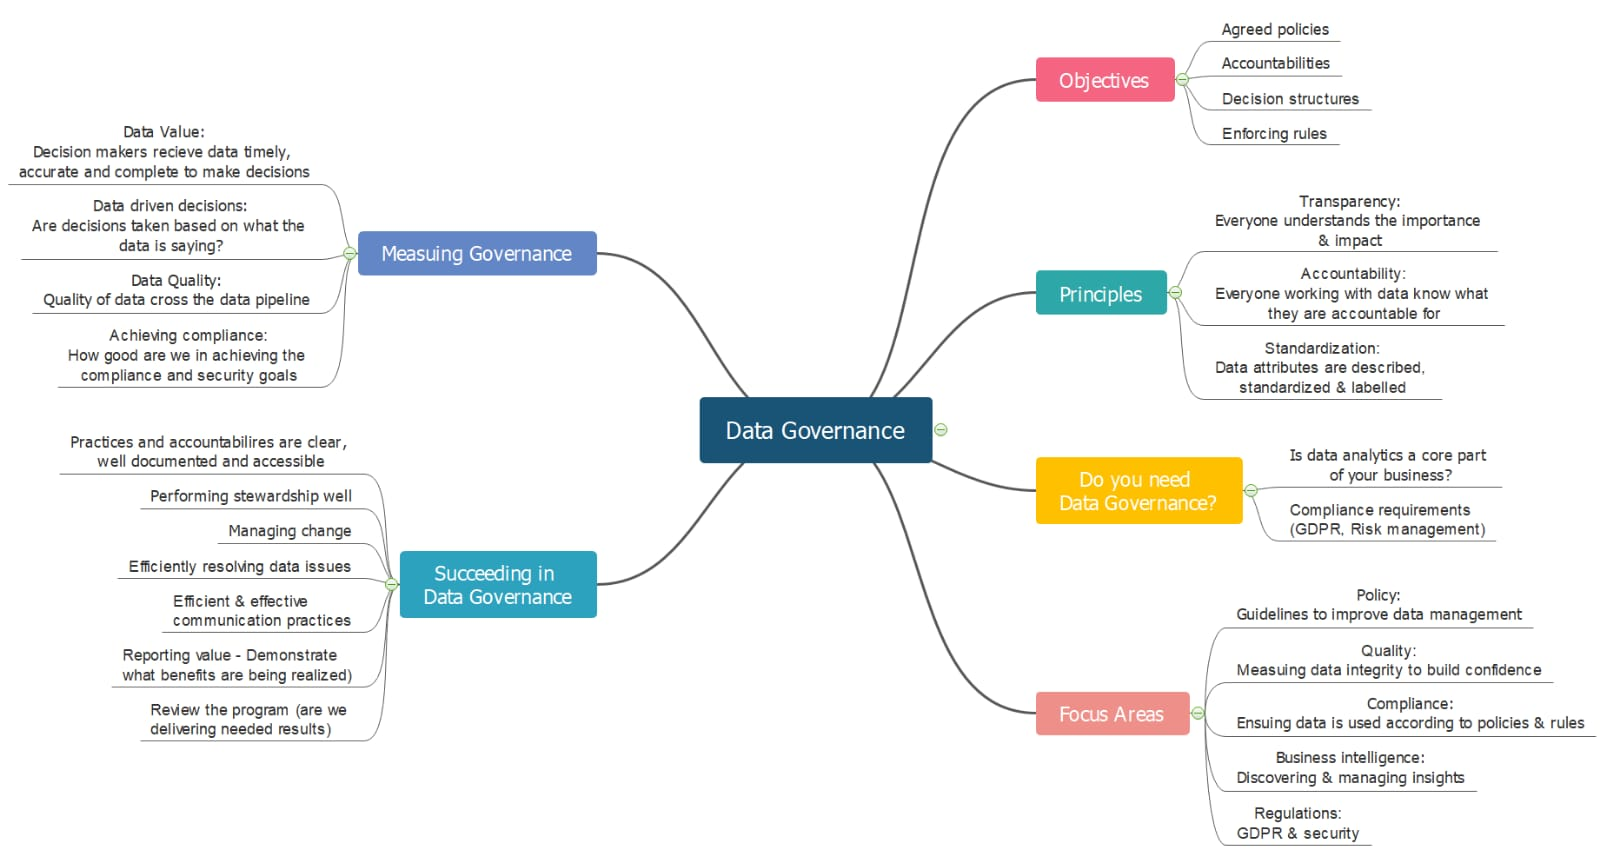 Data Governance
Objectives
Agreed policies
Accountabilities
Decision structures
Enforcing rules
Principles
Transparency:
Everyone understands the importance
& impact
Accountability:
Everyone working with data know what
they are accountable for
Standardization:
Data attributes are described,
standardized & labelled
Do you need
Data Governance?
Is data analytics a core part
of your business?
Compliance requirements
(GDPR, Risk management)
Focus Areas
Policy:
Guidelines to improve data management
Quality:
Measuing data integrity to build confidence
Compliance:
Ensuing data is used according to policies & rules
Business intelligence:
Discovering & managing insights
Regulations:
GDPR & security
Measuing Governance
Data Value:
Decision makers recieve data timely,
accurate and complete to make decisions
Data driven decisions:
Are decisions taken based on what the
data is saying?
Data Quality:
Quality of data cross the data pipeline
Achieving compliance:
How good are we in achieving the
compliance and security goals
Succeeding in
Data Governance
Practices and accountabilires are clear,
well documented and accessible
Performing stewardship well
Managing change
Efficiently resolving data issues
Efficient & effective
communication practices
Reporting value - Demonstrate
what benefits are being realized)
Review the program (are we
delivering needed results)